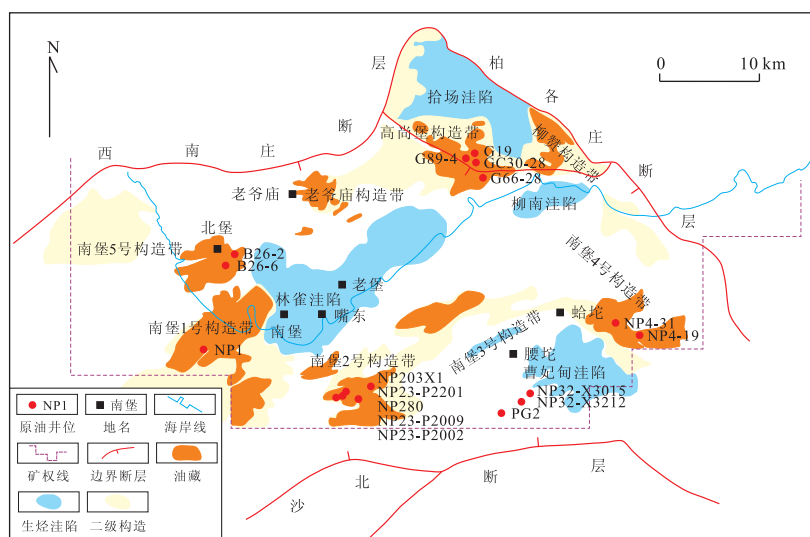 N
0 10 km
西南庄断层
柏各庄断层
拾场洼陷
高尚堡构造带
柳赞构造带
G19
G89-4
GC30-28
G66-28
老爷庙
老爷庙构造带
柳南洼陷
北堡
南堡5号构造带
B26-2
B26-6
南堡4号构造带
老堡
林雀洼陷
南堡
嘴东
蛤坨
南堡1号构造带
NP1
南堡2号构造带
南堡3号构造带
NP4-31
NP4-19
腰坨
曹妃甸洼陷
NP203X1
NP23-P2201
NP280
NP23-P2009
NP23-P2002
NP32-X3015
NP32-X3212
PG2
沙北断层
NP1
南堡
原油井位
地名
海岸线
矿权线
边界断层
油藏
生烃洼陷
二级构造